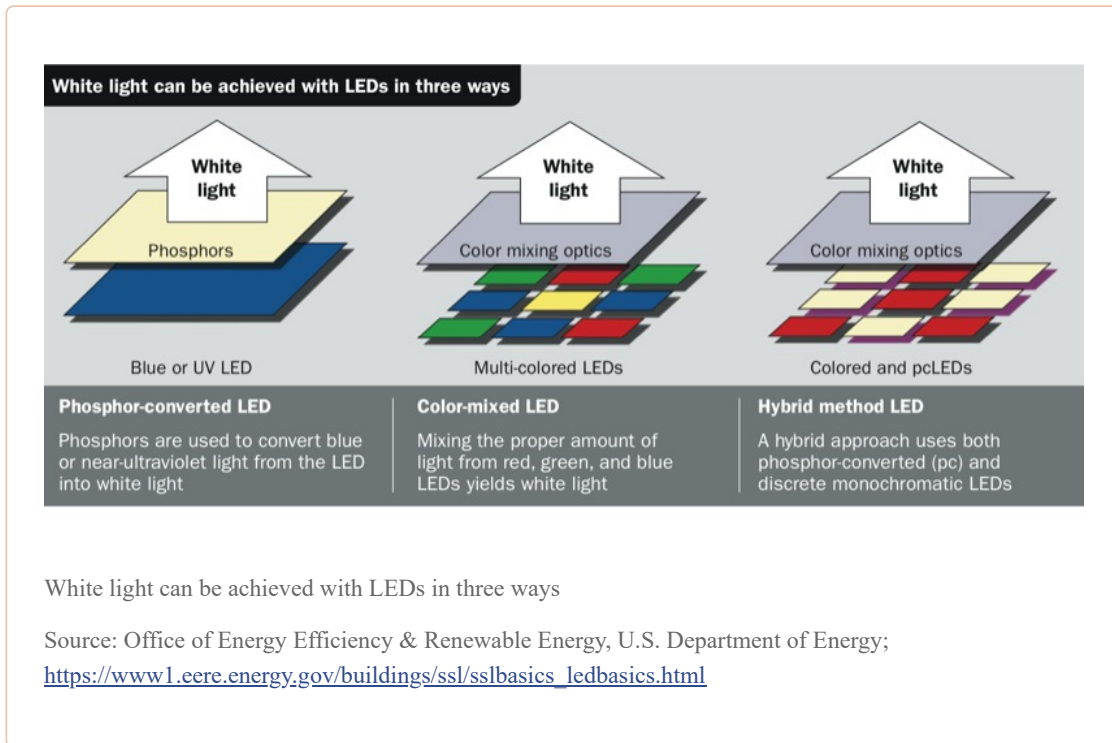 White light can be achieved with LEDs in three ways
White
light
Phosphors
Blue or UV LED
Phosphor-converted LED
Phosphors are used to convert blue
or near-ultraviolet light from the LED
into white light
White
light
Color mixing optics
Multi-colored LEDs
Color-mixed LED
Mixing the proper amount of
light from red, green, and blue
LEDs yields white light
White
light
Color mixing optics
Colored and pcLEDs
Hybrid method LED
A hybrid approach uses both
phosphor-converted (pc) and
discrete monochromatic LEDs
White light can be achieved with LEDs in three ways
Source: Office of Energy Efficiency & Renewable Energy, U.S. Department of Energy;
https://www1.eere.energy.gov/buildings/ssl/sslbasics_ledbasics.html